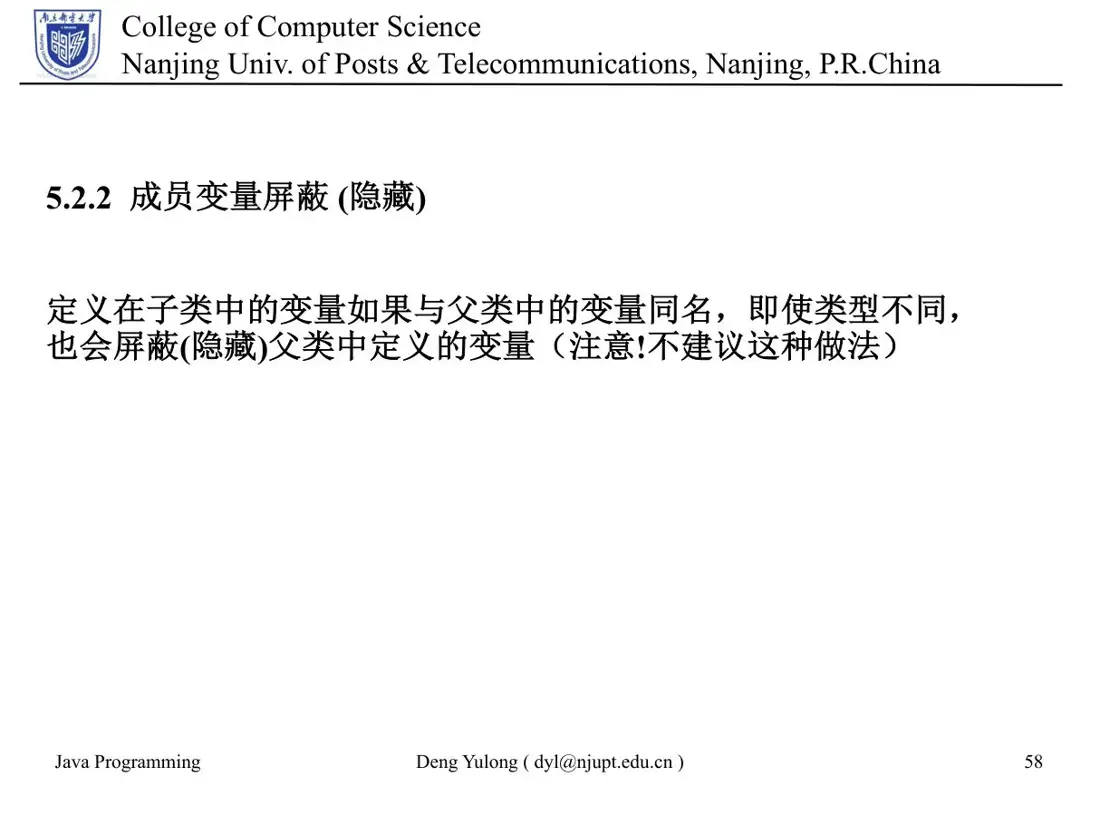 College of Computer Science
Nanjing Univ. of Posts & Telecommunications, Nanjing, P.R.China
5.2.2 成员变量屏蔽 (隐藏)
定义在子类中的变量如果与父类中的变量同名，即使类型不同，
也会屏蔽(隐藏)父类中定义的变量（注意!不建议这种做法）
Java Programming
Deng Yulong ( dyl@njupt.edu.cn )
58